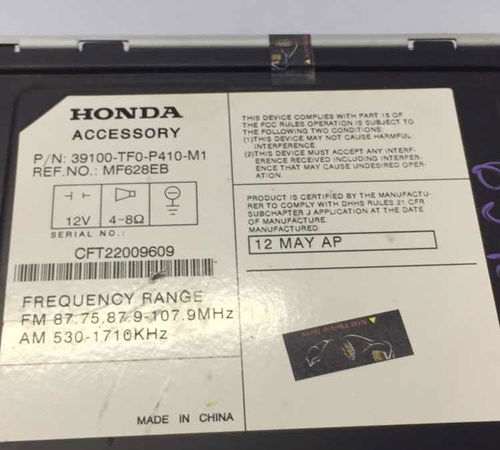 HONDA
ACCESSORY
P/N: 39100-TF0-P410-M1
REF.NO.: MF628EB
12V 4~8Ω
SERIAL NO.:
CFT22009609
FREQUENCY RANGE
FM 87.75,87.9-107.9MHz
AM 530-1710KHz
MADE IN CHINA
THIS DEVICE COMPLIES WITH PART 15 OF
THE FCC RULES OPERATION IS SUBJECT TO
THE FOLLOWING TWO CONDITIONS:
(1)THIS DEVICE MAY NOT CAUSE HARMFUL
INTERFERENCE.
(2)THIS DEVICE MUST ACCEPT ANY INTERF-
ERENCE RECEIVED INCLUDING INTERFER-
ENCE THAT MAY CAUSE UNDESIRED OPER-
ATION.
PRODUCT IS CERTIFIED BY THE MANUFACTU-
RER TO COMPLY WITH DHHS RULES 21 CFR
SUBCHAPTER J APPLICATION AT THE DATE
OF MANUFACTURE.
MANUFACTURED:
12 MAY AP